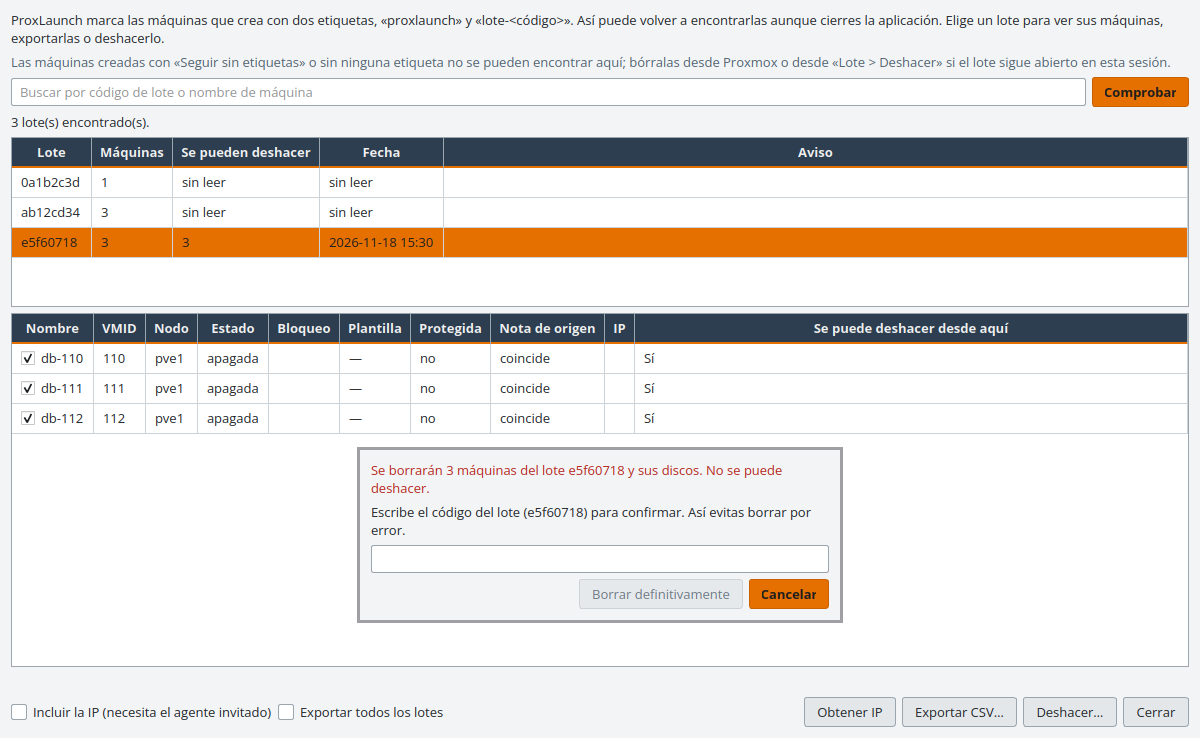 ProxLaunch marca las máquinas que crea con dos etiquetas, «proxlaunch» y «lote-<código>». Así puede volver a encontrarlas aunque cierres la aplicación. Elige un lote para ver sus máquinas,
exportarlas o deshacerlo.
Las máquinas creadas con «Seguir sin etiquetas» o sin ninguna etiqueta no se pueden encontrar aquí; bórralas desde Proxmox o desde «Lote > Deshacer» si el lote sigue abierto en esta sesión.
Buscar por código de lote o nombre de máquina
Comprobar
3 lote(s) encontrado(s).
Lote Máquinas Se pueden deshacer Fecha Aviso
0a1b2c3d 1 sin leer sin leer
ab12cd34 3 sin leer sin leer
e5f60718 3 3 2026-11-18 15:30
Nombre VMID Nodo Estado Bloqueo Plantilla Protegida Nota de origen IP Se puede deshacer desde aquí
db-110 110 pve1 apagada — no coincide Sí
db-111 111 pve1 apagada — no coincide Sí
db-112 112 pve1 apagada — no coincide Sí
Se borrarán 3 máquinas del lote e5f60718 y sus discos. No se puede
deshacer.
Escribe el código del lote (e5f60718) para confirmar. Así evitas borrar por
error.
Borrar definitivamente Cancelar
Incluir la IP (necesita el agente invitado) Exportar todos los lotes Obtener IP Exportar CSV... Deshacer... Cerrar